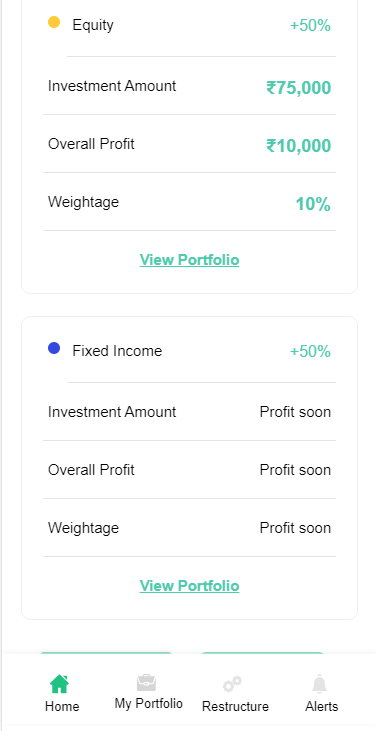 Equity +50%
Investment Amount ₹75,000
Overall Profit ₹10,000
Weightage 10%
View Portfolio
Fixed Income +50%
Investment Amount Profit soon
Overall Profit Profit soon
Weightage Profit soon
View Portfolio
Home My Portfolio Restructure Alerts